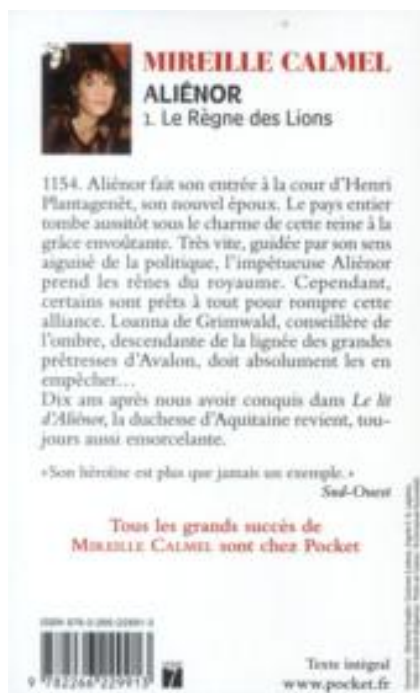 MIREILLE CALMEL
ALIÉNOR
1. Le Règne des Lions
1154. Aliénor fait son entrée à la cour d'Henri
Plantagenêt, son nouvel époux. Le pays entier
tombe aussitôt sous le charme de cette reine à la
grâce envoûtante. Très vite, guidée par son sens
aiguisé de la politique, l'impétueuse Aliénor
prend les rênes du royaume. Cependant,
certains sont prêts à tout pour rompre cette
alliance. Loanna de Grimwald, conseillère de
l'ombre, descendante de la lignée des grandes
prêtresses d'Avalon, doit absolument les en
empêcher…
Dix ans après nous avoir conquis dans Le lit
d'Aliénor, la duchesse d'Aquitaine revient, tou-
jours aussi ensorcelante.
« Son héroïne est plus que jamais un exemple. »
Sud-Ouest
Tous les grands succès de
MIREILLE CALMEL sont chez Pocket
9 782266 229913
Texte intégral
www.pocket.fr